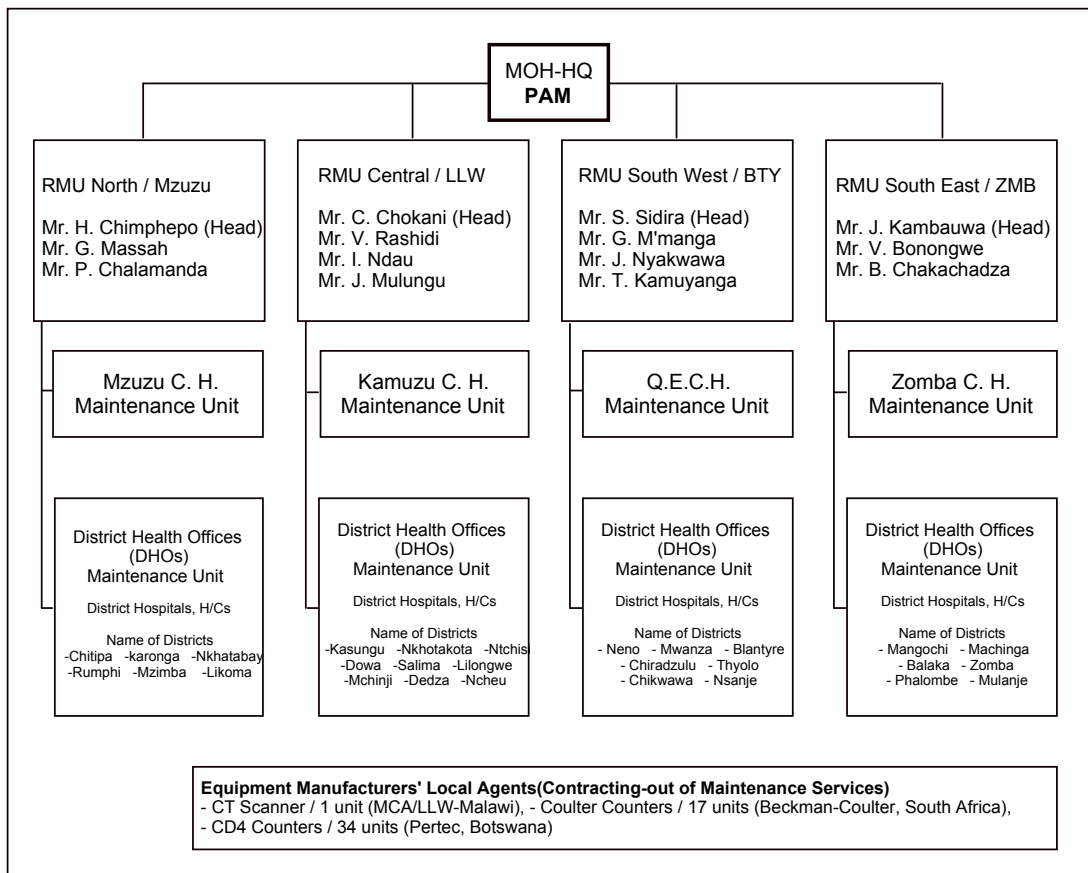 MOH-HQ
PAM
RMU North / Mzuzu
Mr. H. Chimphepo (Head)
Mr. G. Massah
Mr. P. Chalamanda
RMU Central / LLW
Mr. C. Chokani (Head)
Mr. V. Rashidi
Mr. I. Ndau
Mr. J. Mulungu
RMU South West / BTY
Mr. S. Sidira (Head)
Mr. G. M'manga
Mr. J. Nyakwawa
Mr. T. Kamuyanga
RMU South East / ZMB
Mr. J. Kambauwa (Head)
Mr. V. Bonongwe
Mr. B. Chakachadza
Mzuzu C. H.
Maintenance Unit
Kamuzu C. H.
Maintenance Unit
Q.E.C.H.
Maintenance Unit
Zomba C. H.
Maintenance Unit
District Health Offices
(DHOs)
Maintenance Unit
District Hospitals, H/Cs
Name of Districts
-Chitipa -karonga -Nkhatabay
-Rumphi -Mzimba -Likoma
District Health Offices
(DHOs)
Maintenance Unit
District Hospitals, H/Cs
Name of Districts
-Kasungu -Nkhotakota -Ntchisi
-Dowa -Salima -Lilongwe
-Mchinji -Dedza -Ncheu
District Health Offices
(DHOs)
Maintenance Unit
District Hospitals, H/Cs
Name of Districts
- Neno - Mwanza - Blantyre
- Chiradzulu - Thyolo
- Chikwawa - Nsanje
District Health Offices
(DHOs)
Maintenance Unit
District Hospitals, H/Cs
Name of Districts
- Mangochi - Machinga
- Balaka - Zomba
- Phalombe - Mulanje
Equipment Manufacturers' Local Agents(Contracting-out of Maintenance Services)
- CT Scanner / 1 unit (MCA/LLW-Malawi), - Coulter Counters / 17 units (Beckman-Coulter, South Africa),
- CD4 Counters / 34 units (Pertec, Botswana)